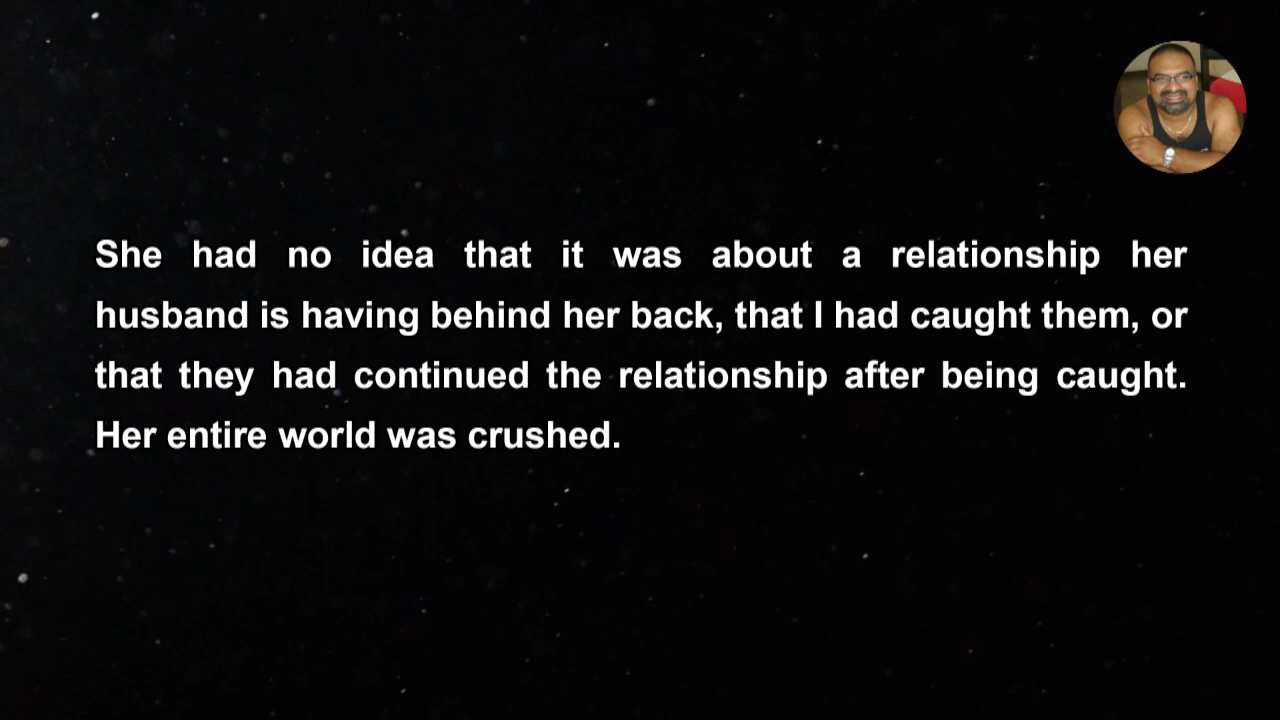 She had no idea that it was about a relationship her
husband is having behind her back, that I had caught them, or
that they had continued the relationship after being caught.
Her entire world was crushed.